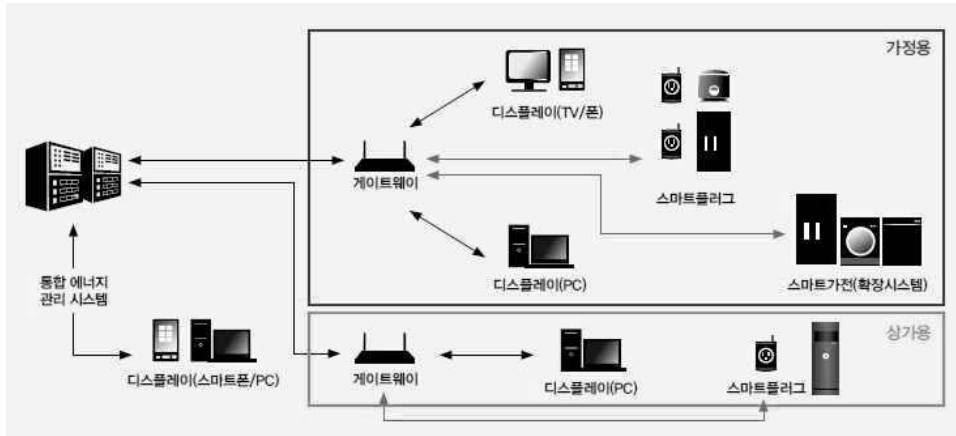 가정용
디스플레이(TV/폰)
게이트웨이
스마트플러그
디스플레이(PC)
스마트가전(확장시스템)
통합 에너지
관리 시스템
디스플레이(스마트폰/PC)
상가용
게이트웨이
디스플레이(PC)
스마트플러그